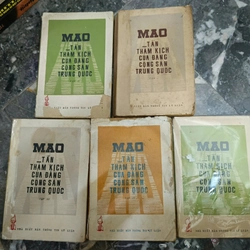 MAO
...TẤN
THẢM KỊCH
CỦA ĐẢNG
CỘNG SẢN
TRUNG QUỐC
MAO
...TẤN
THẢM KỊCH
CỦA ĐẢNG
CỘNG SẢN
TRUNG QUỐC
MAO
...TẤN
THẢM KỊCH
CỦA ĐẢNG
CỘNG SẢN
TRUNG QUỐC
MAO
...TẤN
THẢM KỊCH
CỦA ĐẢNG
CỘNG SẢN
TRUNG QUỐC
MAO
...TẤN
THẢM KỊCH
CỦA ĐẢNG
CỘNG SẢN
TRUNG QUỐC